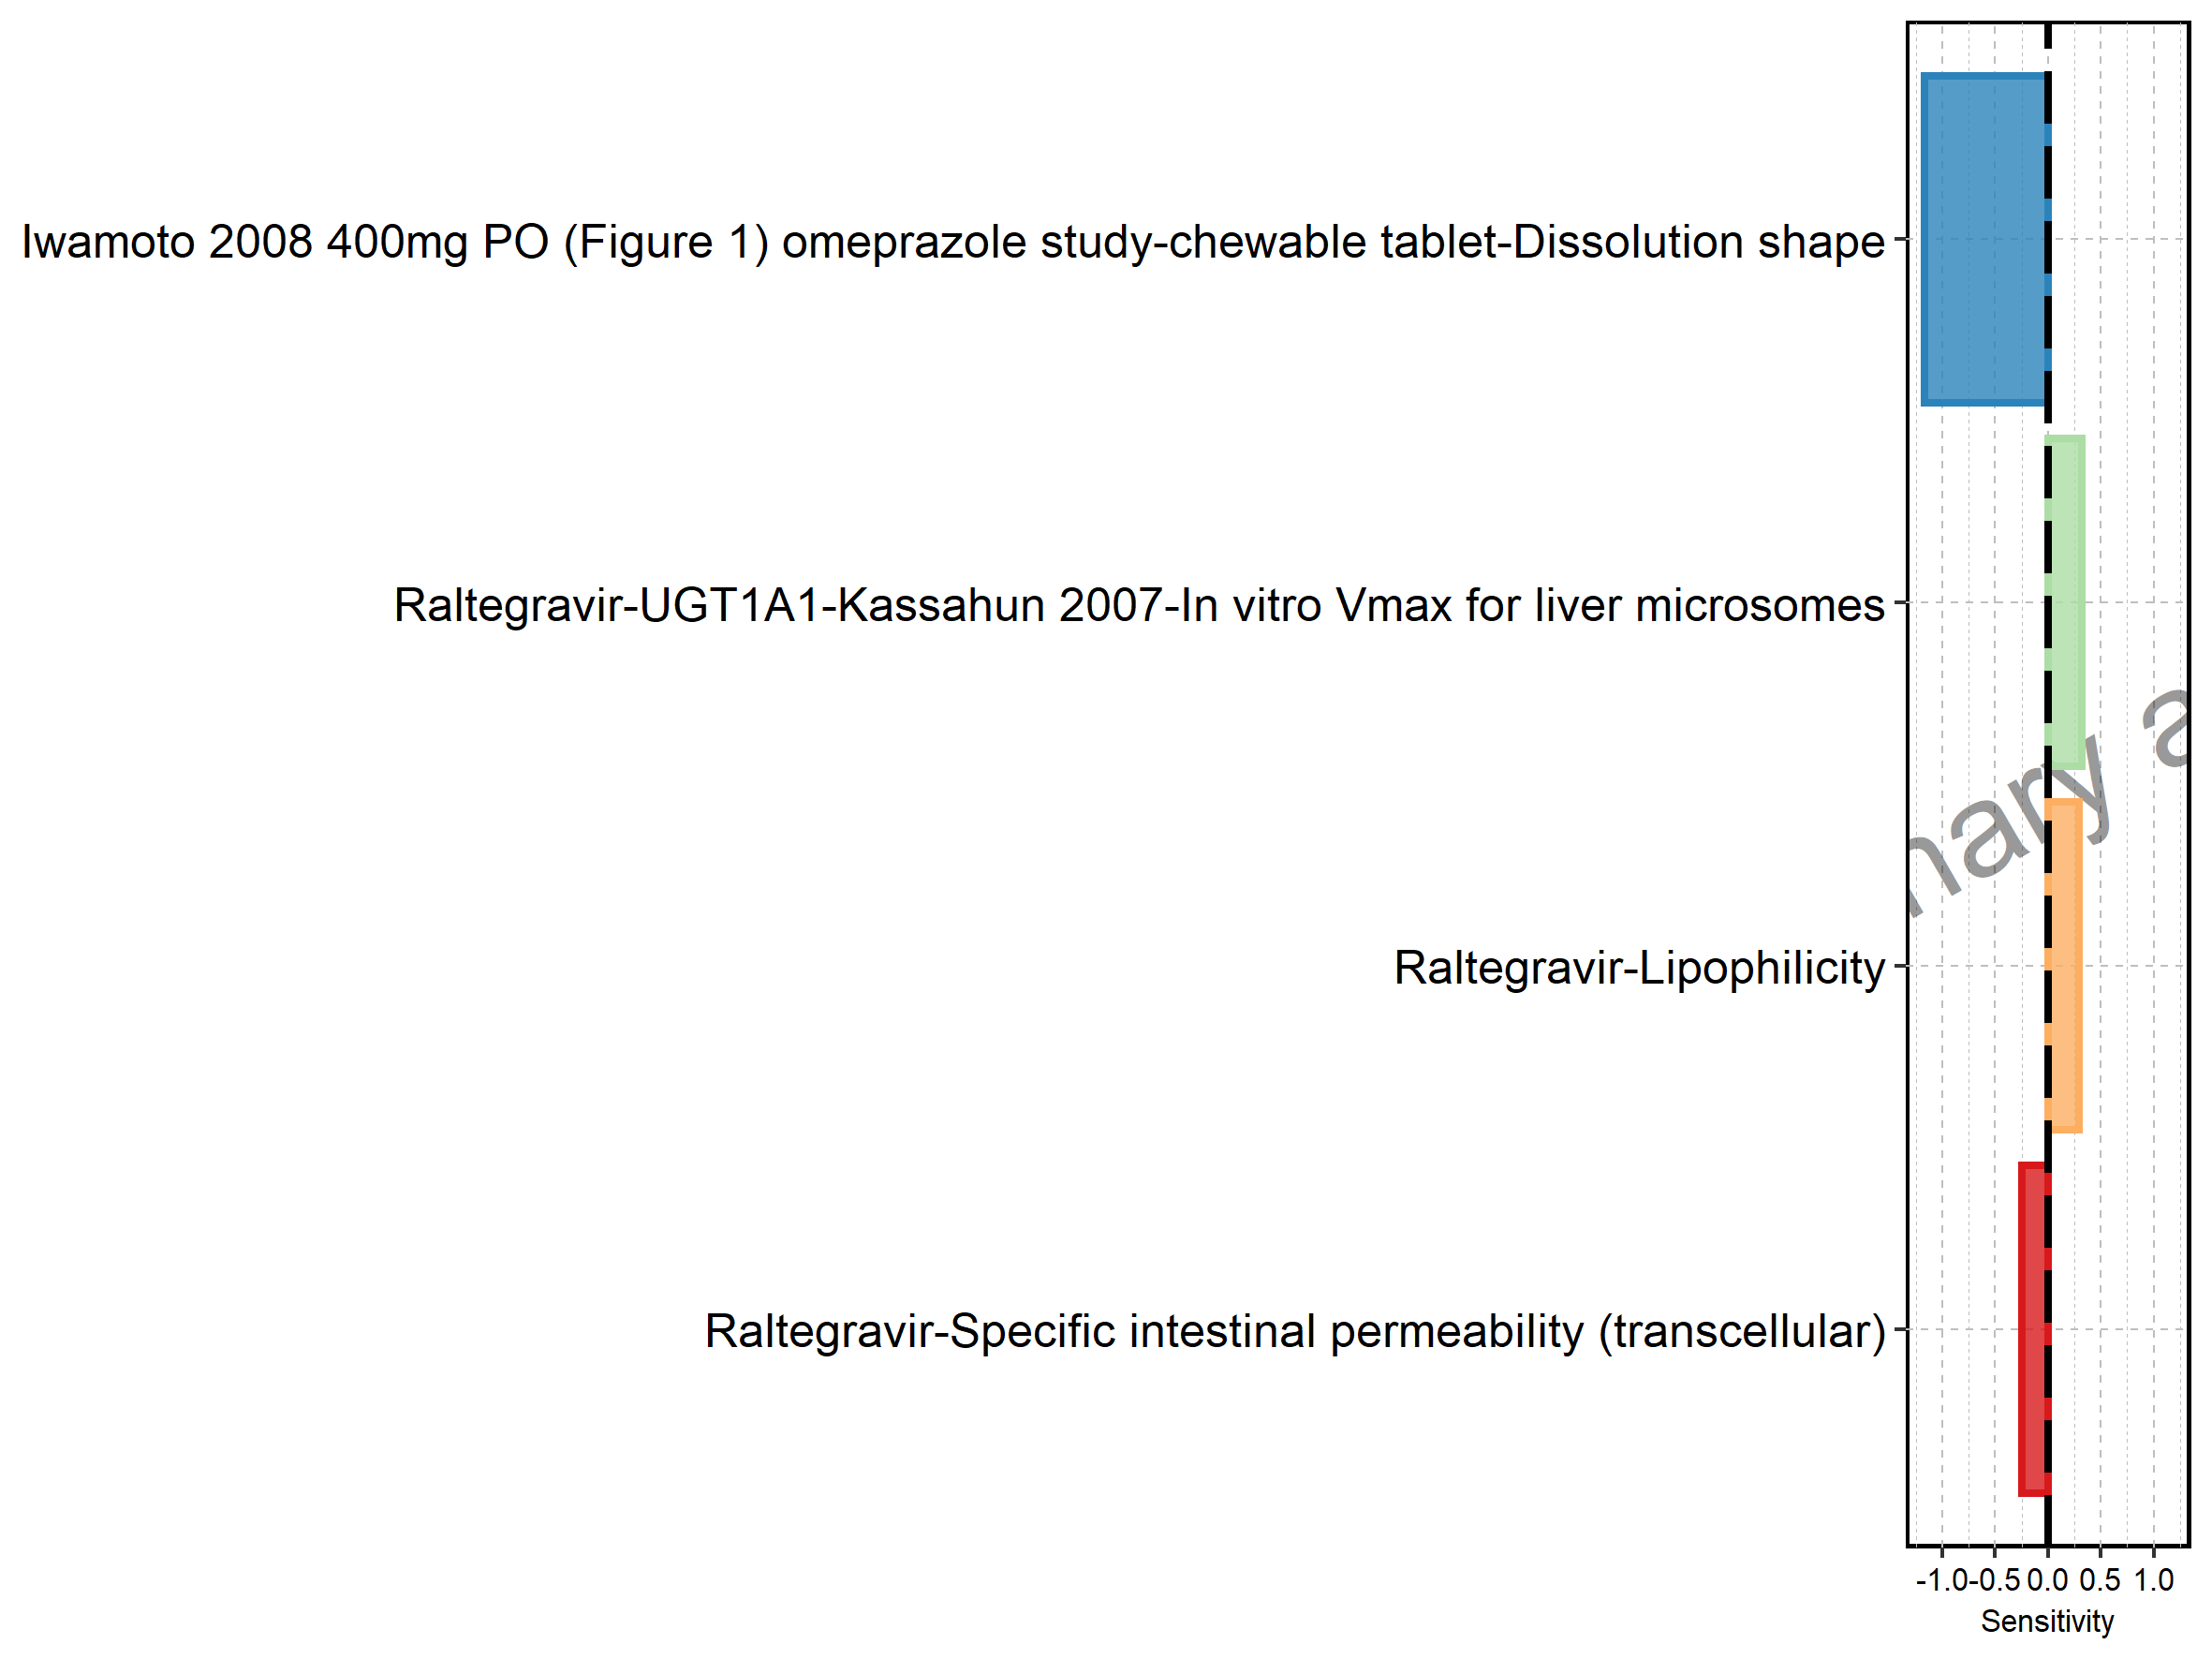 Iwamoto 2008 400mg PO (Figure 1) omeprazole study-chewable tablet-Dissolution shape
Raltegravir-UGT1A1-Kassahun 2007-In vitro Vmax for liver microsomes
nary a
Raltegravir-Lipophilicity
Raltegravir-Specific intestinal permeability (transcellular)
-1.0 -0.5 0.0 0.5 1.0
Sensitivity